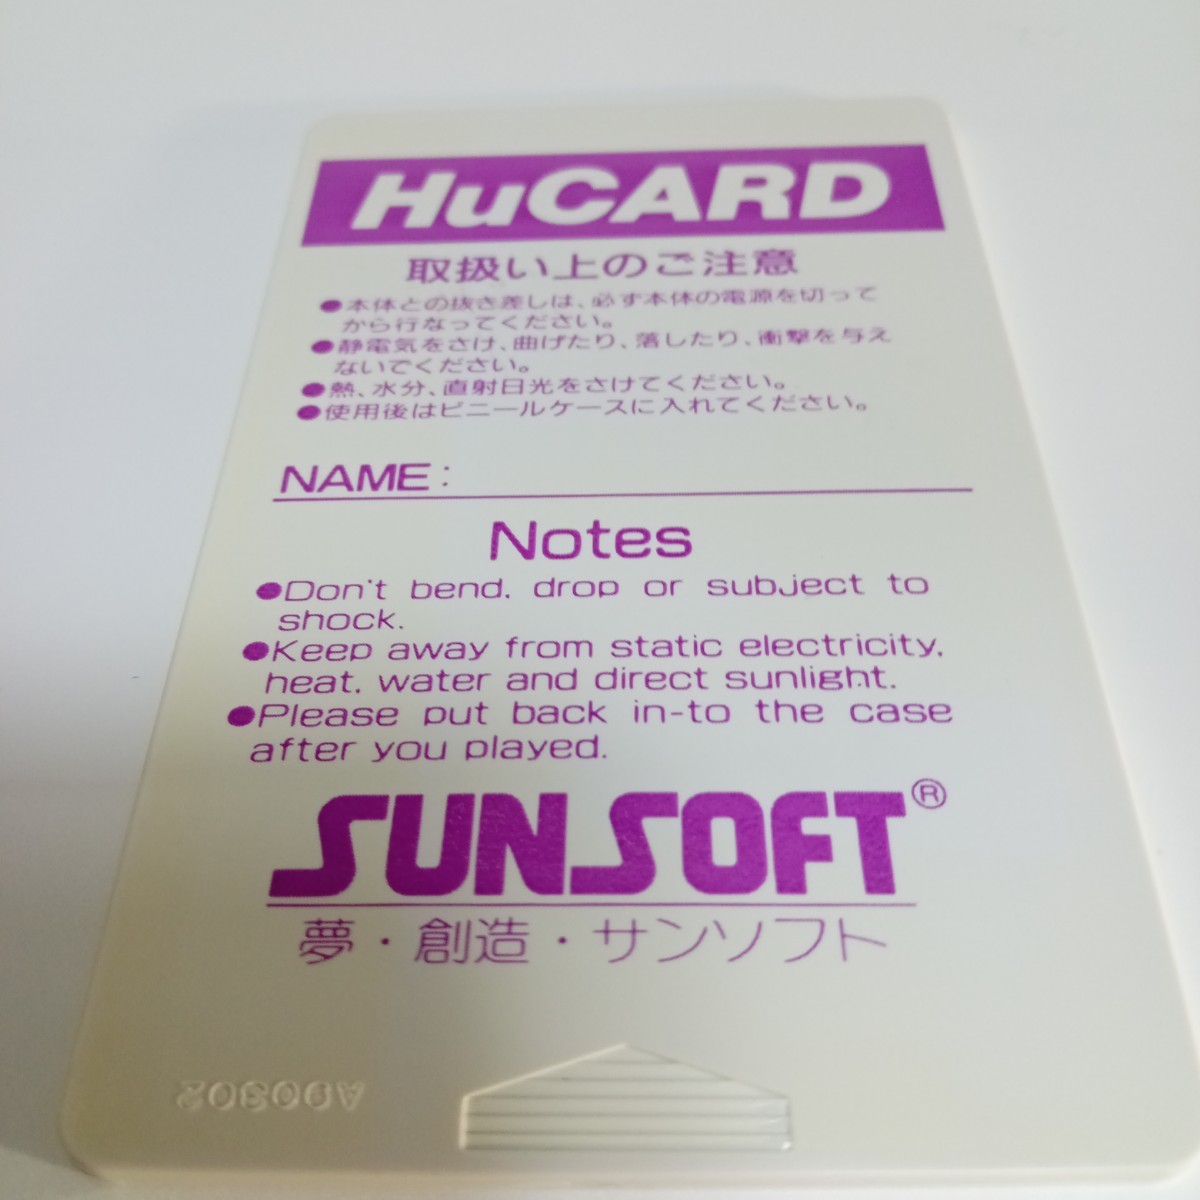 HuCARD
取扱い上のご注意
●本体との抜き差しは、必ず本体の電源を切って
から行なってください。
●静電気をさけ、曲げたり、落したり、衝撃を与え
ないでください。
●熱、水分、直射日光をさけてください。
●使用後はビニールケースに入れてください。
NAME:
Notes
●Don't bend, drop or subject to
shock.
●Keep away from static electricity,
heat, water and direct sunlight.
●Please put back in-to the case
after you played.
SUNSOFT®
夢・創造・サンソフト
A90302